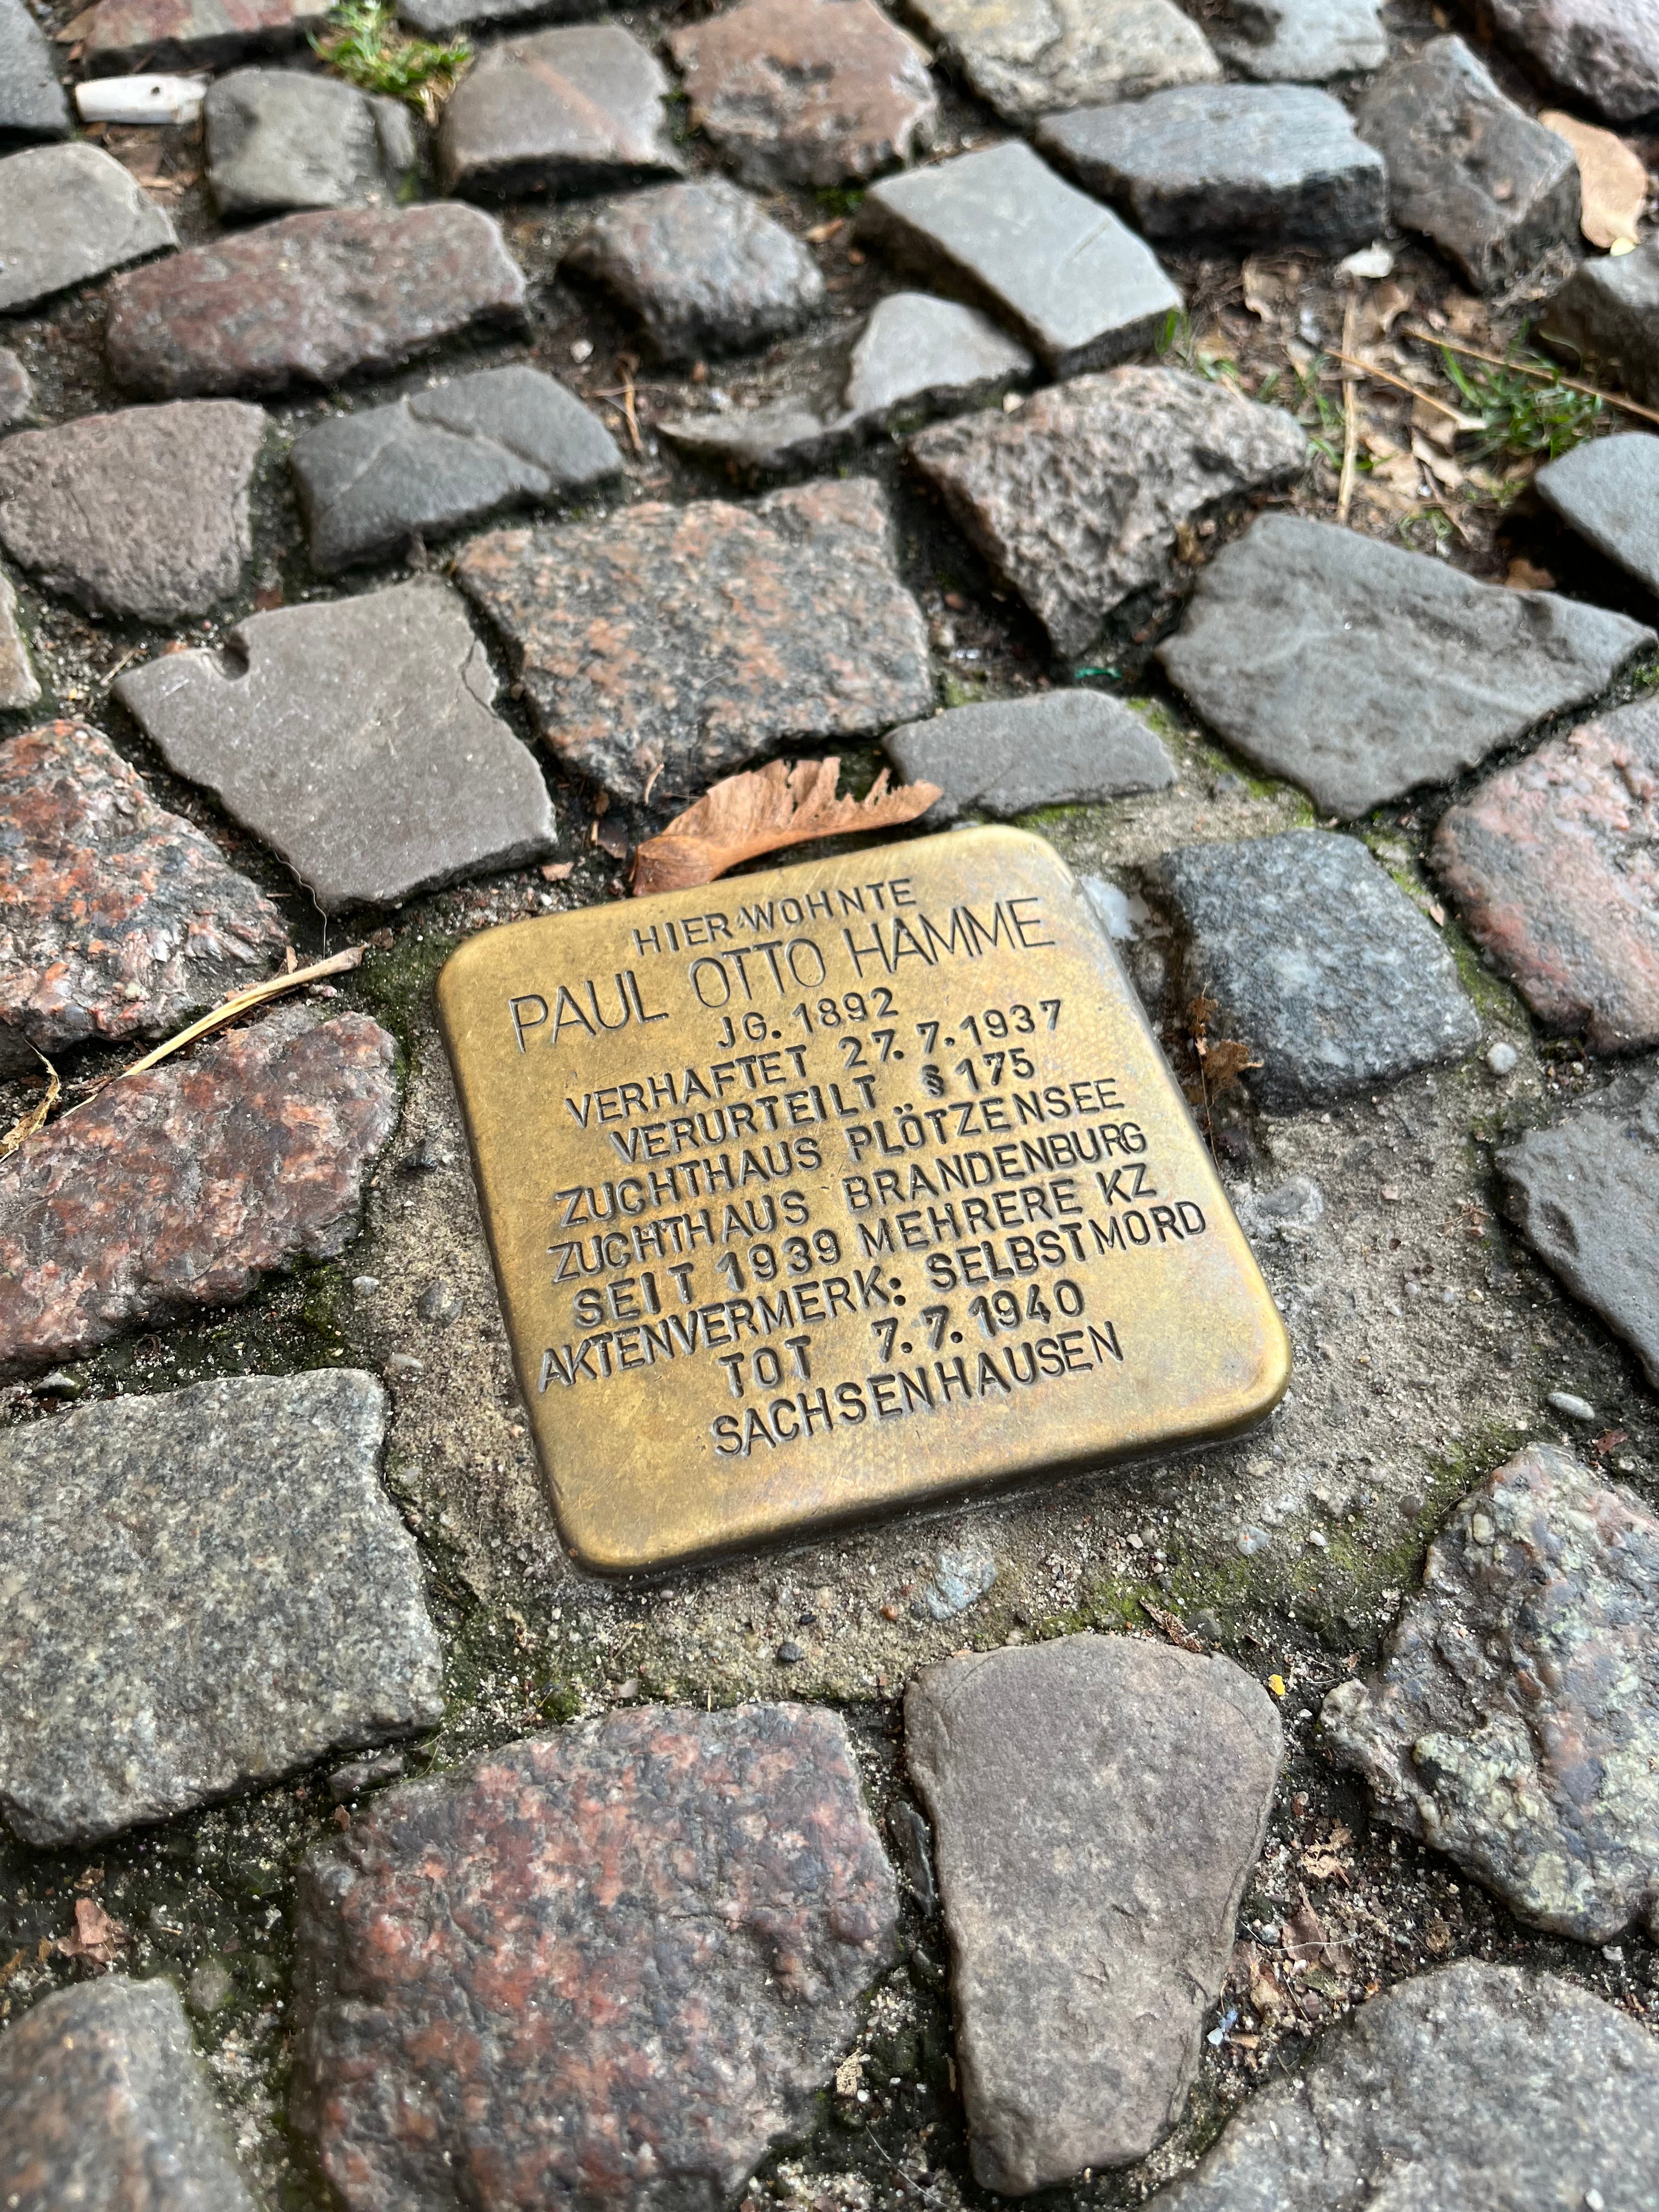 HIER WOHNTE
PAUL OTTO HAMME
JG. 1892
VERHAFTET 27.7.1937
VERURTEILT § 175
ZUCHTHAUS PLÖTZENSEE
ZUCHTHAUS BRANDENBURG
SEIT 1939 MEHRERE KZ
AKTENVERMERK: SELBSTMORD
TOT 7.7.1940
SACHSENHAUSEN